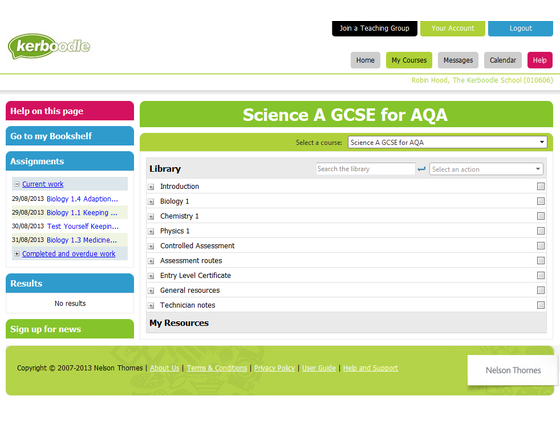 kerboodle
Join a Teaching Group Your Account Logout
Home My Courses Messages Calendar Help
Robin Hood, The Kerboodle School (010606)
Help on this page
Go to my Bookshelf
Assignments
Current work
29/08/2013 Biology 1.4 Adaption...
29/08/2013 Biology 1.1 Keeping ...
30/08/2013 Test Yourself Keepin...
31/08/2013 Biology 1.3 Medicine...
Completed and overdue work
Results
No results
Sign up for news
Science A GCSE for AQA
Select a course: Science A GCSE for AQA
Library Search the library Select an action
Introduction
Biology 1
Chemistry 1
Physics 1
Controlled Assessment
Assessment routes
Entry Level Certificate
General resources
Technician notes
My Resources
Copyright © 2007-2013 Nelson Thornes | About Us | Terms & Conditions | Privacy Policy | User Guide | Help and Support
Nelson Thornes